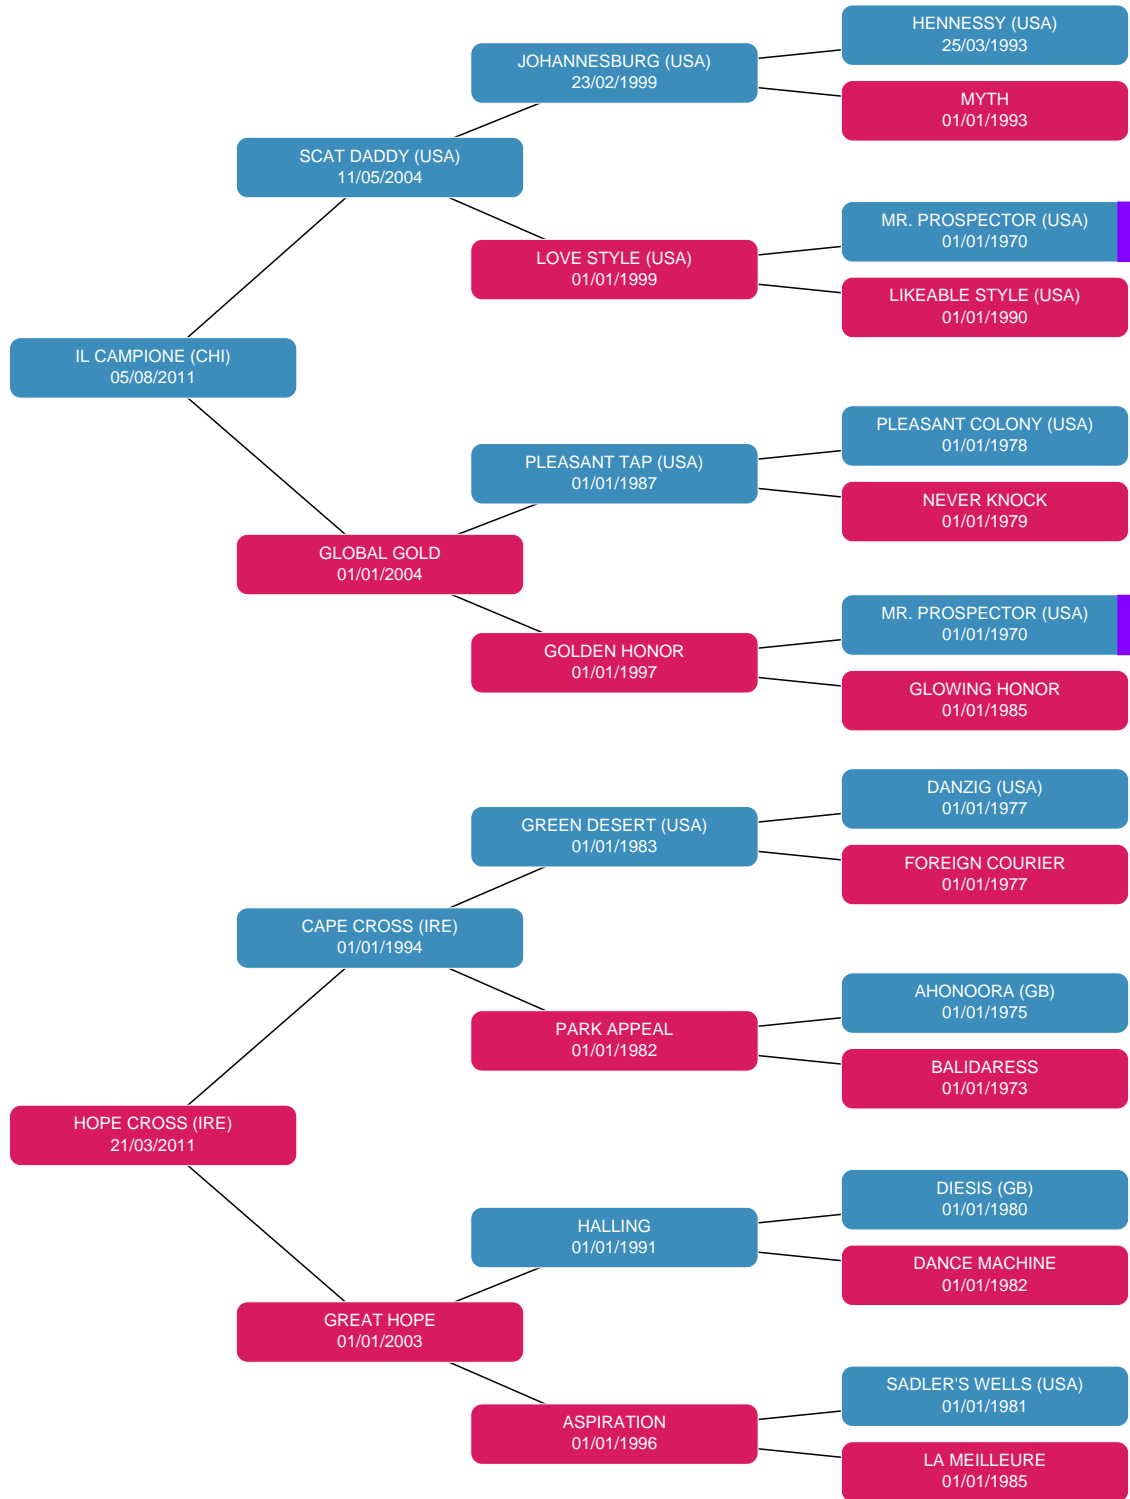 HENNESSY (USA)
25/03/1993
JOHANNESBURG (USA)
23/02/1999
MYTH
01/01/1993
SCAT DADDY (USA)
11/05/2004
MR. PROSPECTOR (USA)
01/01/1970
LOVE STYLE (USA)
01/01/1999
LIKEABLE STYLE (USA)
01/01/1990
IL CAMPIONE (CHI)
05/08/2011
PLEASANT COLONY (USA)
01/01/1978
PLEASANT TAP (USA)
01/01/1987
NEVER KNOCK
01/01/1979
GLOBAL GOLD
01/01/2004
MR. PROSPECTOR (USA)
01/01/1970
GOLDEN HONOR
01/01/1997
GLOWING HONOR
01/01/1985
DANZIG (USA)
01/01/1977
GREEN DESERT (USA)
01/01/1983
FOREIGN COURIER
01/01/1977
CAPE CROSS (IRE)
01/01/1994
AHONOORA (GB)
01/01/1975
PARK APPEAL
01/01/1982
BALIDARESS
01/01/1973
HOPE CROSS (IRE)
21/03/2011
DIESIS (GB)
01/01/1980
HALLING
01/01/1991
DANCE MACHINE
01/01/1982
GREAT HOPE
01/01/2003
SADLER'S WELLS (USA)
01/01/1981
ASPIRATION
01/01/1996
LA MEILLEURE
01/01/1985